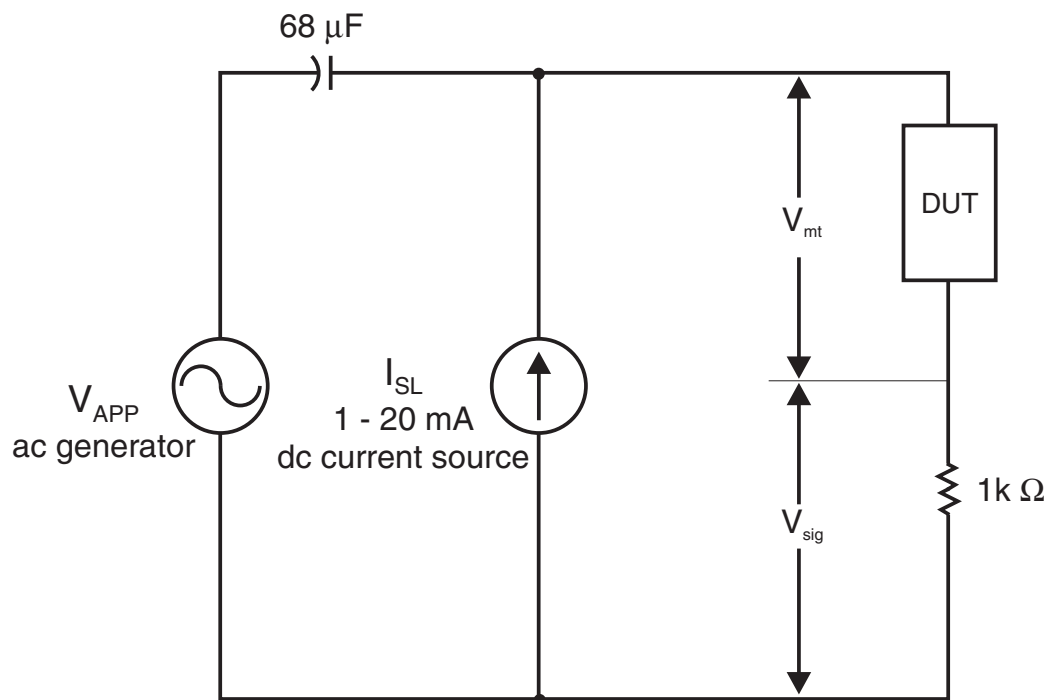 68 μF
V_mt
DUT
V_APP
ac generator
I_SL
1 - 20 mA
dc current source
V_sig
1k Ω